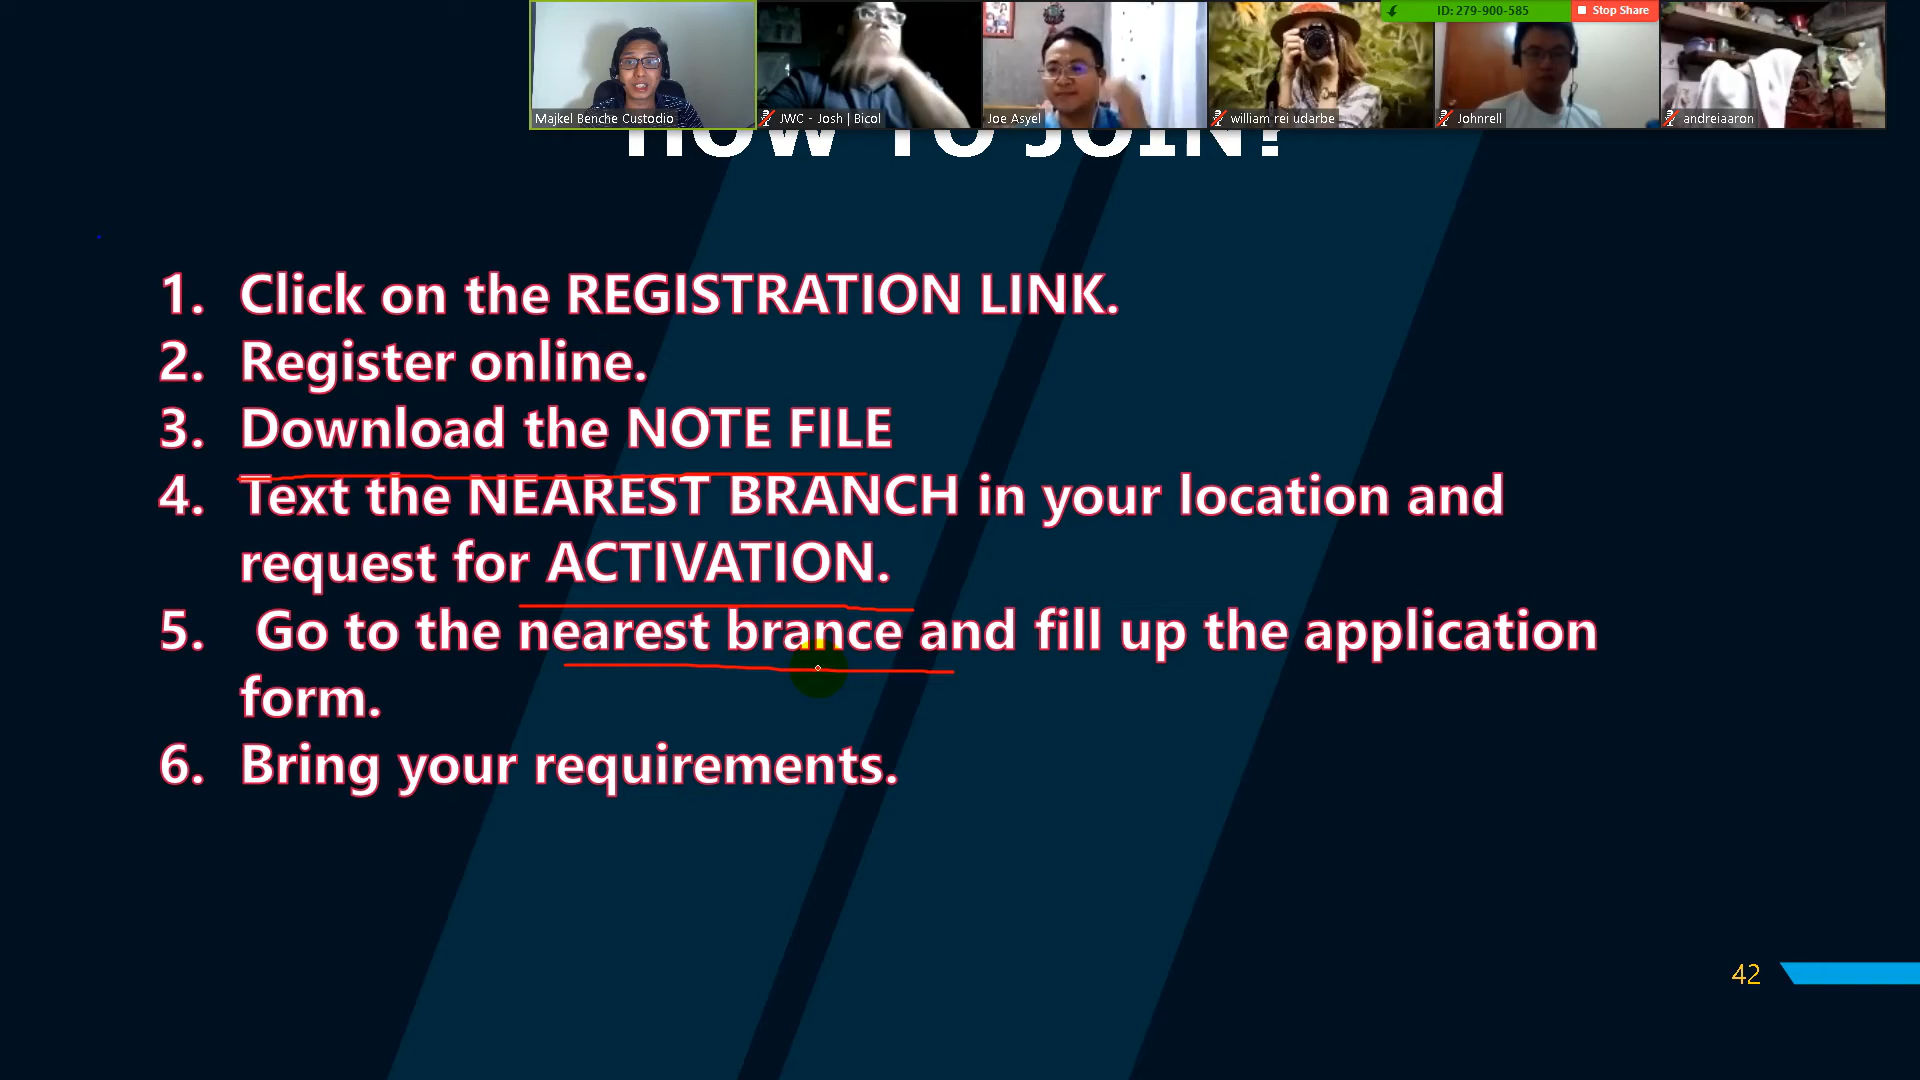 ID: 279-900-585
Stop Share
Majkel Benche Custodio
JWC - Josh | Bicol
Joe Asyel
william rei udarbe
Johnrell
andreiaaron
HOW TO JOIN?
1. Click on the REGISTRATION LINK.
2. Register online.
3. Download the NOTE FILE
4. Text the NEAREST BRANCH in your location and
request for ACTIVATION.
5. Go to the nearest brance and fill up the application
form.
6. Bring your requirements.
42